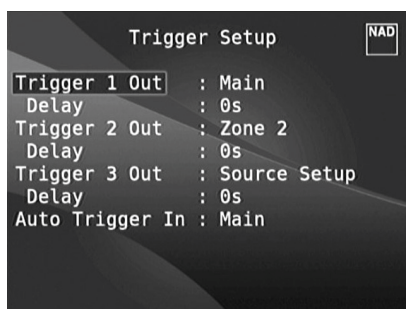 Trigger Setup
NAD
Trigger 1 Out : Main
Delay : 0s
Trigger 2 Out : Zone 2
Delay : 0s
Trigger 3 Out : Source Setup
Delay : 0s
Auto Trigger In : Main